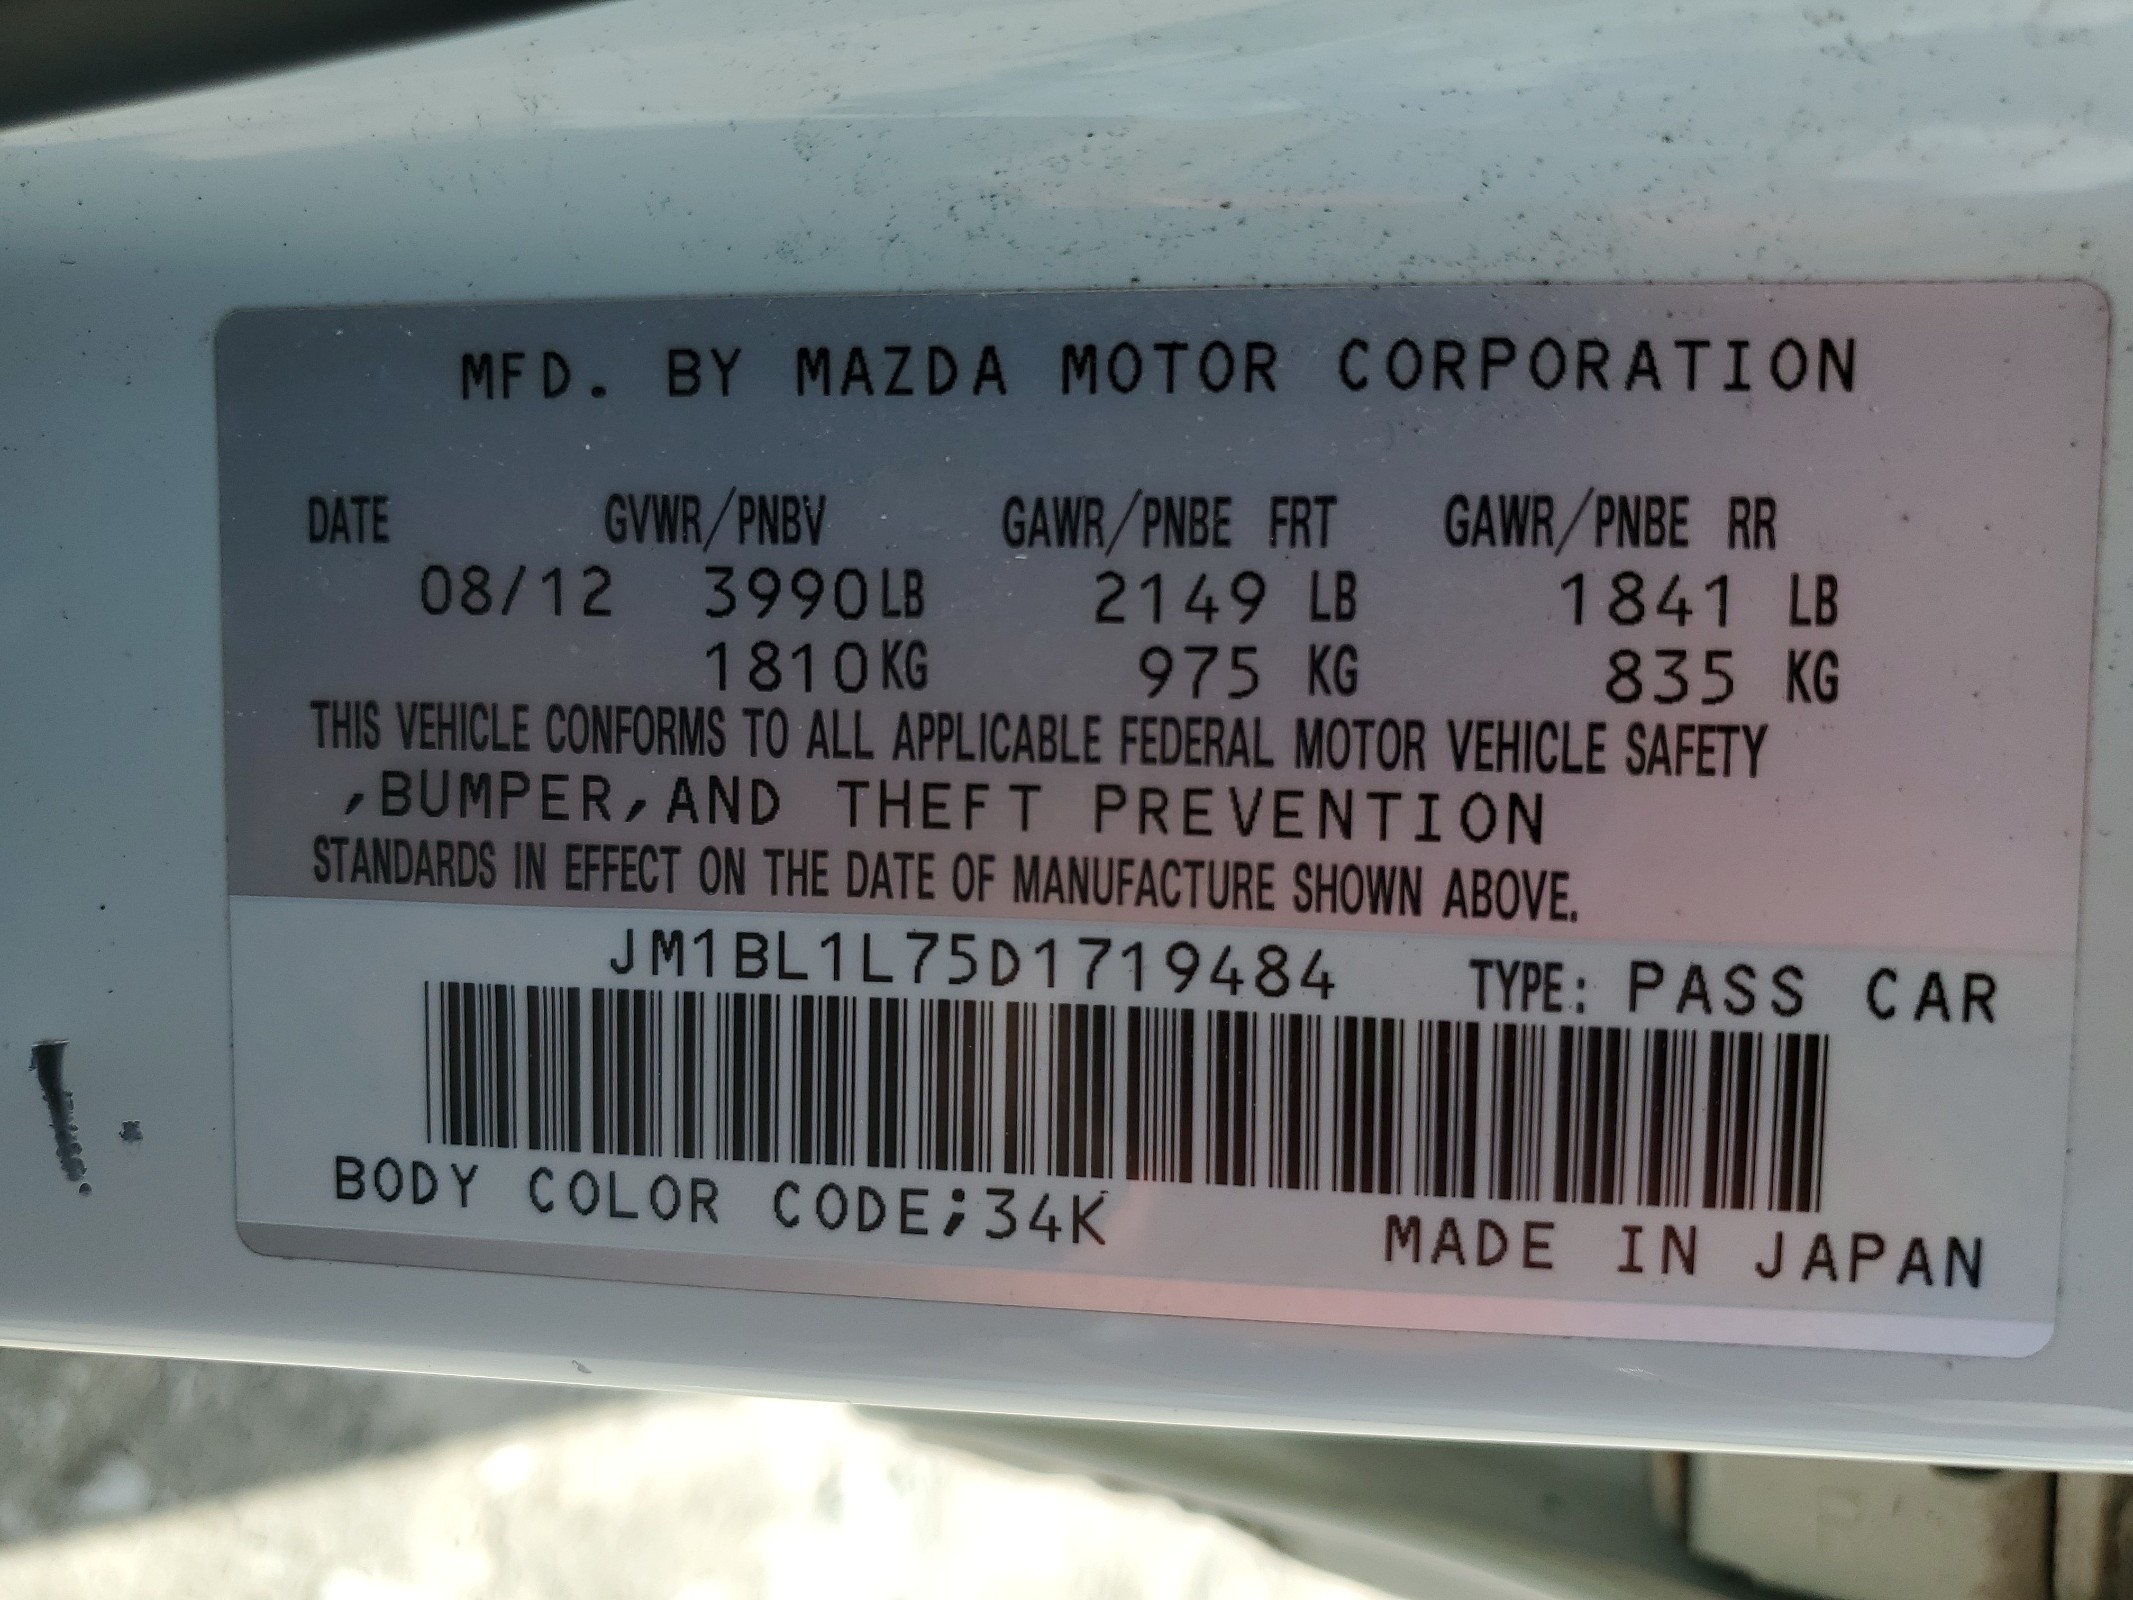 MFD. BY MAZDA MOTOR CORPORATION
DATE GVWR/PNBV GAWR/PNBE FRT GAWR/PNBE RR
08/12 3990LB 2149 LB 1841 LB
1810KG 975 KG 835 KG
THIS VEHICLE CONFORMS TO ALL APPLICABLE FEDERAL MOTOR VEHICLE SAFETY
,BUMPER,AND THEFT PREVENTION
STANDARDS IN EFFECT ON THE DATE OF MANUFACTURE SHOWN ABOVE.
JM1BL1L75D1719484 TYPE: PASS CAR
BODY COLOR CODE;34K
MADE IN JAPAN